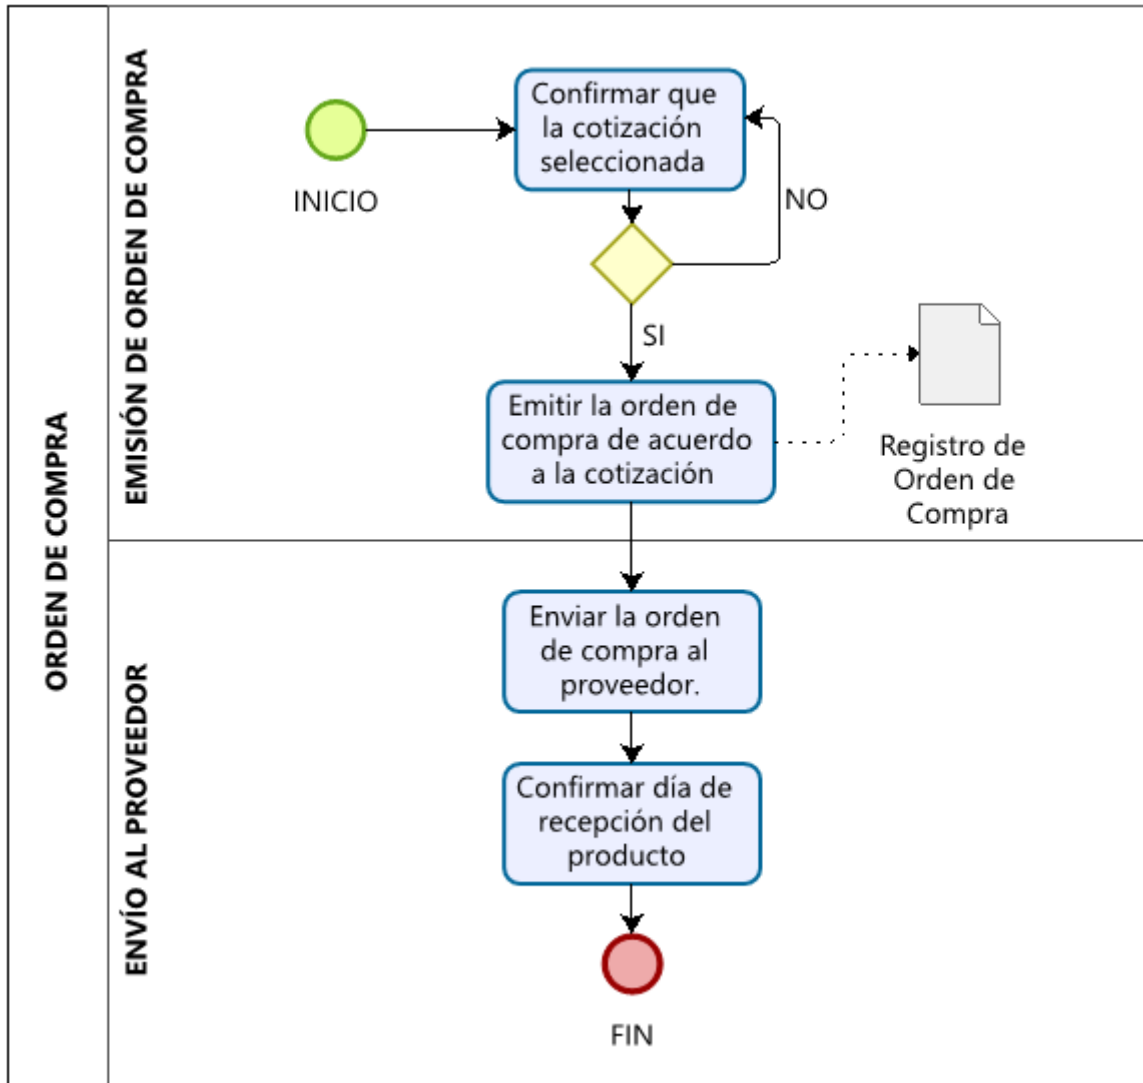 ORDEN DE COMPRA
EMISIÓN DE ORDEN DE COMPRA
INICIO
Confirmar que
la cotización
seleccionada
NO
SI
Emitir la orden de
compra de acuerdo
a la cotización
Registro de
Orden de
Compra
ENVÍO AL PROVEEDOR
Enviar la orden
de compra al
proveedor.
Confirmar día de
recepción del
producto
FIN